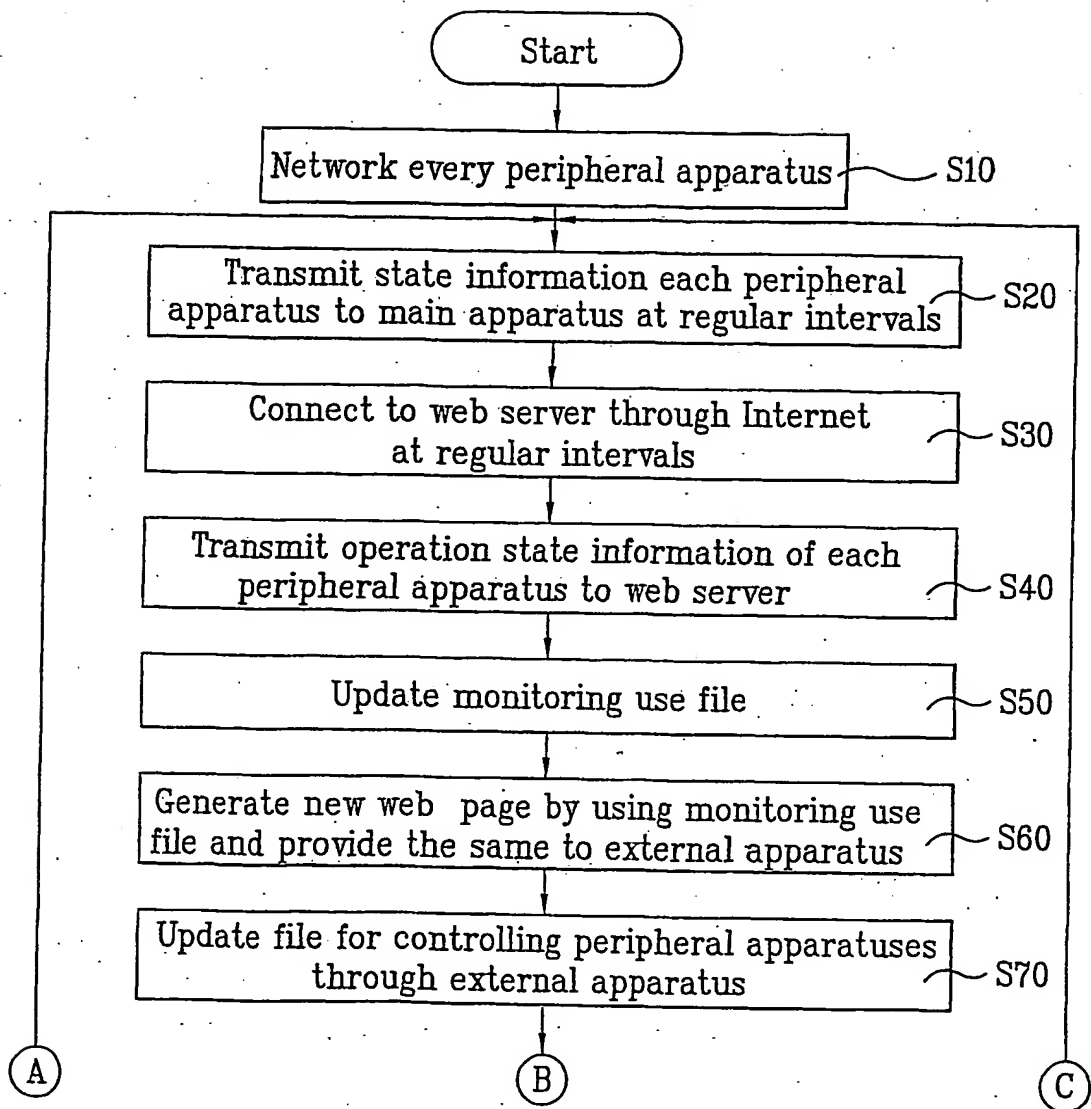 Start
Network every peripheral apparatus
S10
Transmit state information each peripheral
apparatus to main apparatus at regular intervals
S20
Connect to web server through Internet
at regular intervals
S30
Transmit operation state information of each
peripheral apparatus to web server
S40
Update monitoring use file
S50
Generate new web page by using monitoring use
file and provide the same to external apparatus
S60
Update file for controlling peripheral apparatuses
through external apparatus
S70
A
B
C